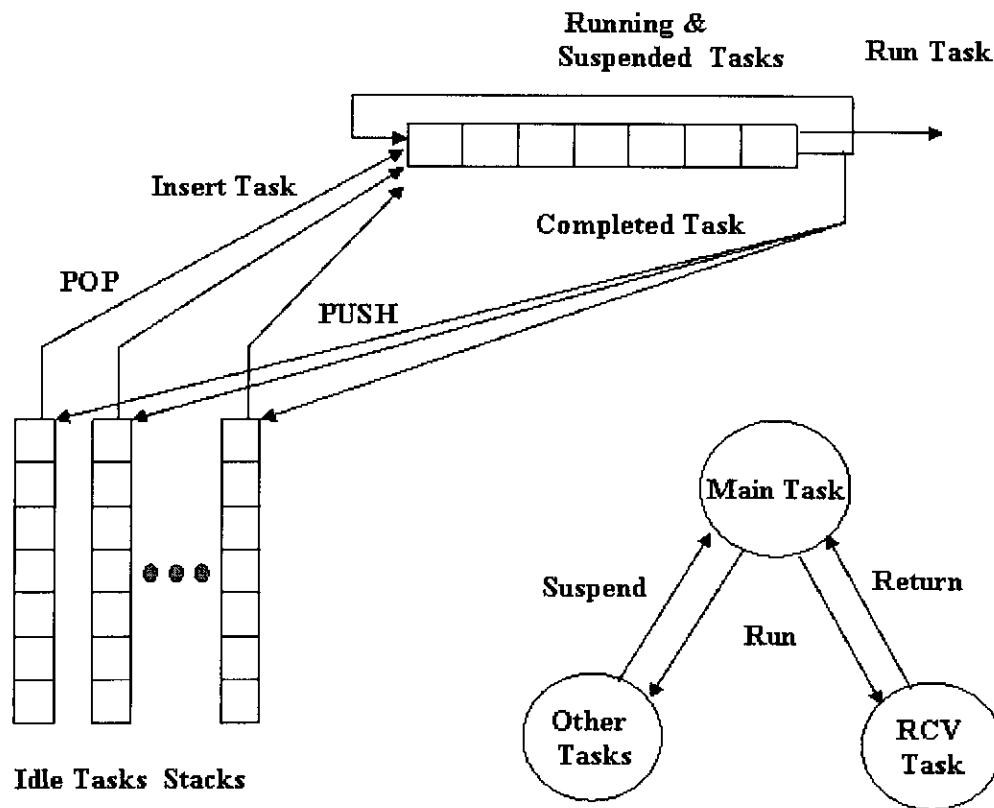 Running &
Suspended Tasks
Run Task
Insert Task
Completed Task
POP
PUSH
Main Task
Suspend
Return
Run
Other
Tasks
RCV
Task
Idle Tasks Stacks